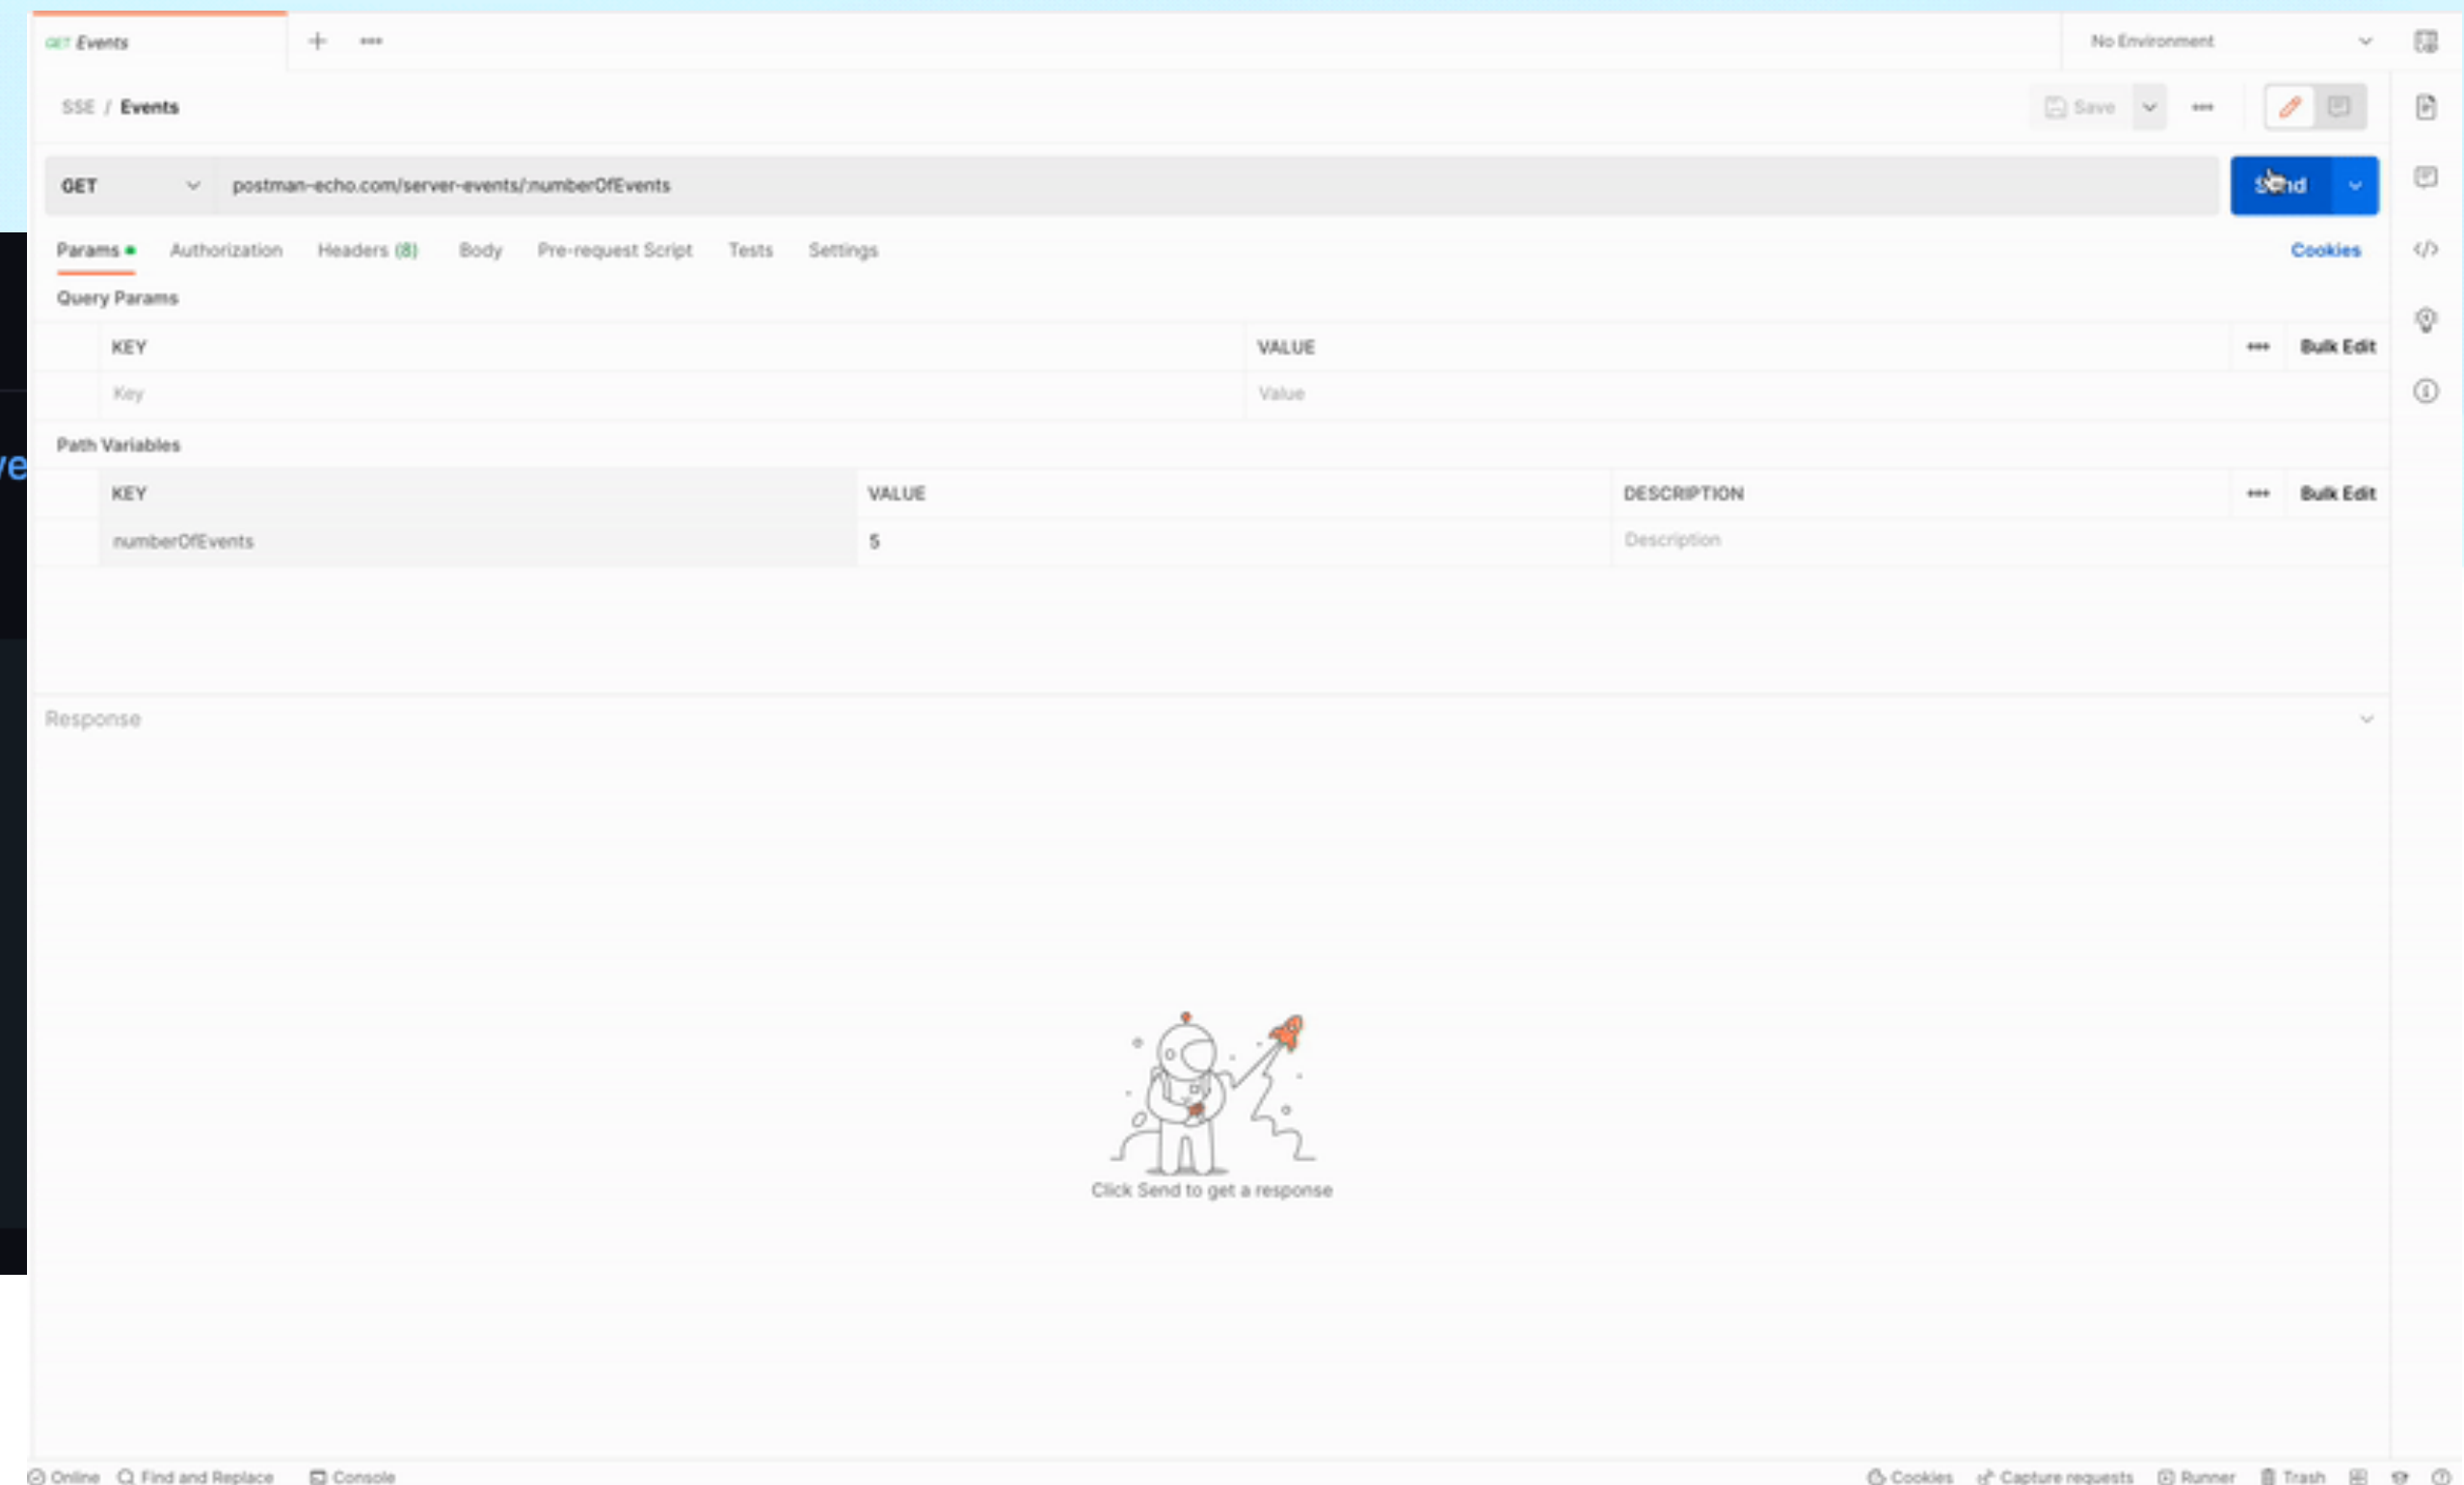 GET Events
No Environment
SSE / Events
Save
GET
postman-echo.com/server-events/:numberOfEvents
Send
Params
Authorization
Headers (8)
Body
Pre-request Script
Tests
Settings
Cookies
Query Params
KEY
VALUE
Bulk Edit
Key
Value
Path Variables
KEY
VALUE
DESCRIPTION
Bulk Edit
numberOfEvents
5
Description
Response
Click Send to get a response
Online
Find and Replace
Console
Cookies
Capture requests
Runner
Trash